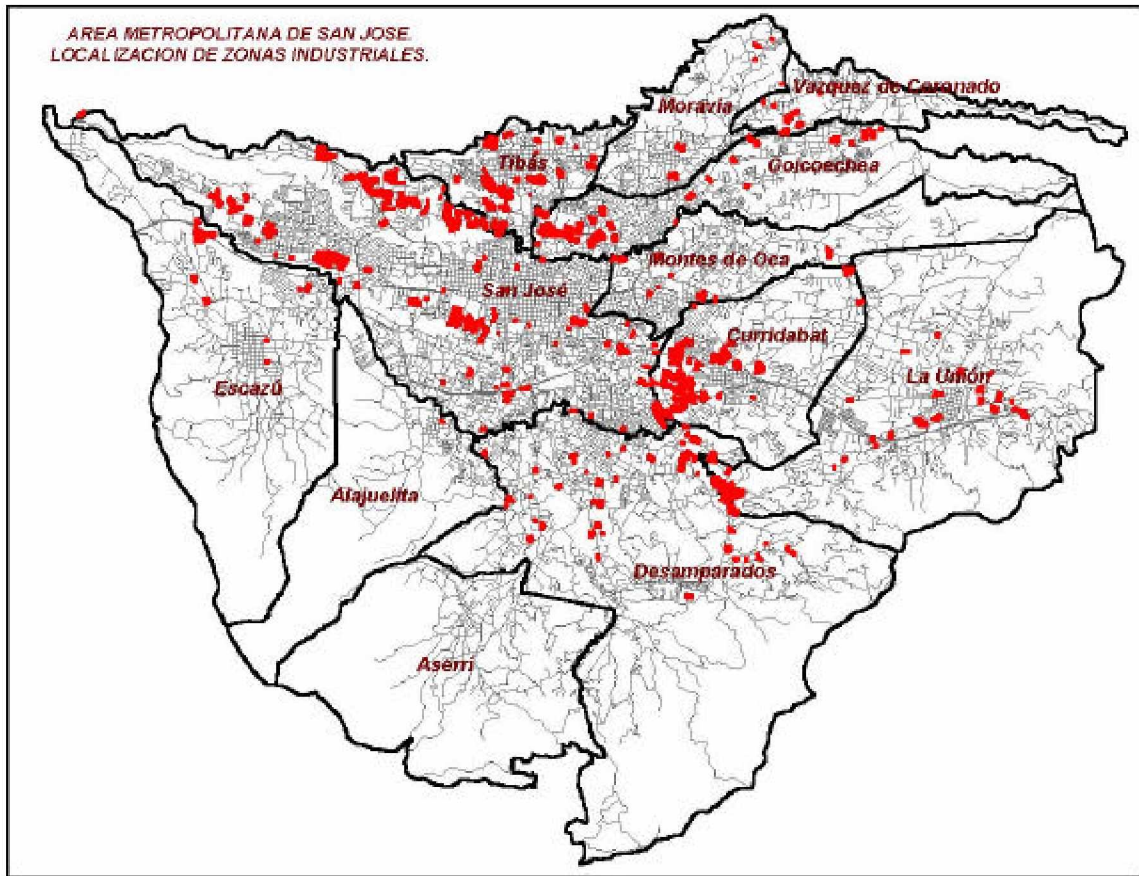 AREA METROPOLITANA DE SAN JOSE.
LOCALIZACION DE ZONAS INDUSTRIALES.
Moravia
Vazquez de Coronado
Tibás
Goicoechea
Montes de Oca
San José
Curridabat
La Unión
Escazú
Alajuelita
Desamparados
Aserri